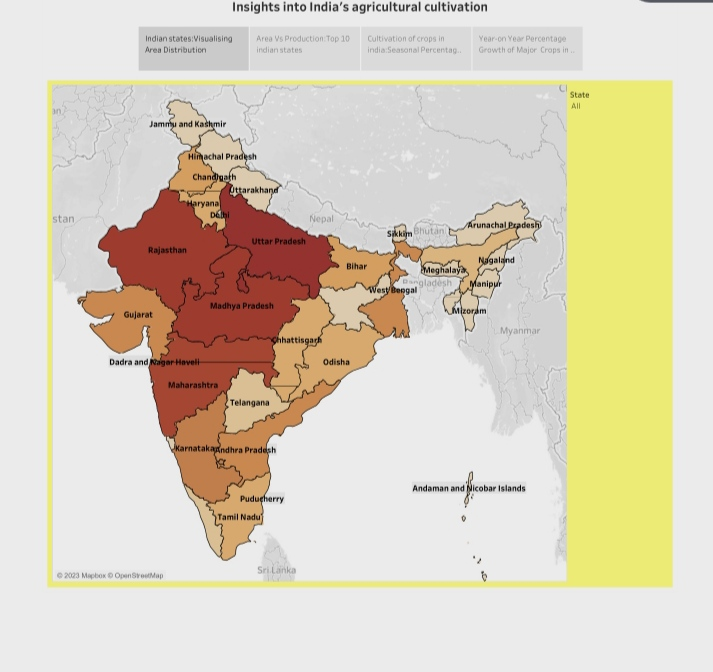 Insights into India's agricultural cultivation
Indian states:Visualising
Area Distribution
Area Vs Production:Top 10
indian states
Cultivation of crops in
india:Seasonal Percentag..
Year-on Year Percentage
Growth of Major Crops in ..
State
All
an
Jammu and Kashmir
Himachal Pradesh
Chandigarh
Uttarakhand
Haryana
Delhi
stan
Nepal
Arunachal Pradesh
Sikkim
Bhutan
Uttar Pradesh
Rajasthan
Nagaland
Bihar
Meghalaya
Bangladesh
Manipur
West Bengal
Madhya Pradesh
Mizoram
Gujarat
Myanmar
Chhattisgarh
Dadra and Nagar Haveli
Odisha
Maharashtra
Telangana
Karnataka
Andhra Pradesh
Andaman and Nicobar Islands
Puducherry
Tamil Nadu
Sri Lanka
© 2023 Mapbox © OpenStreetMap